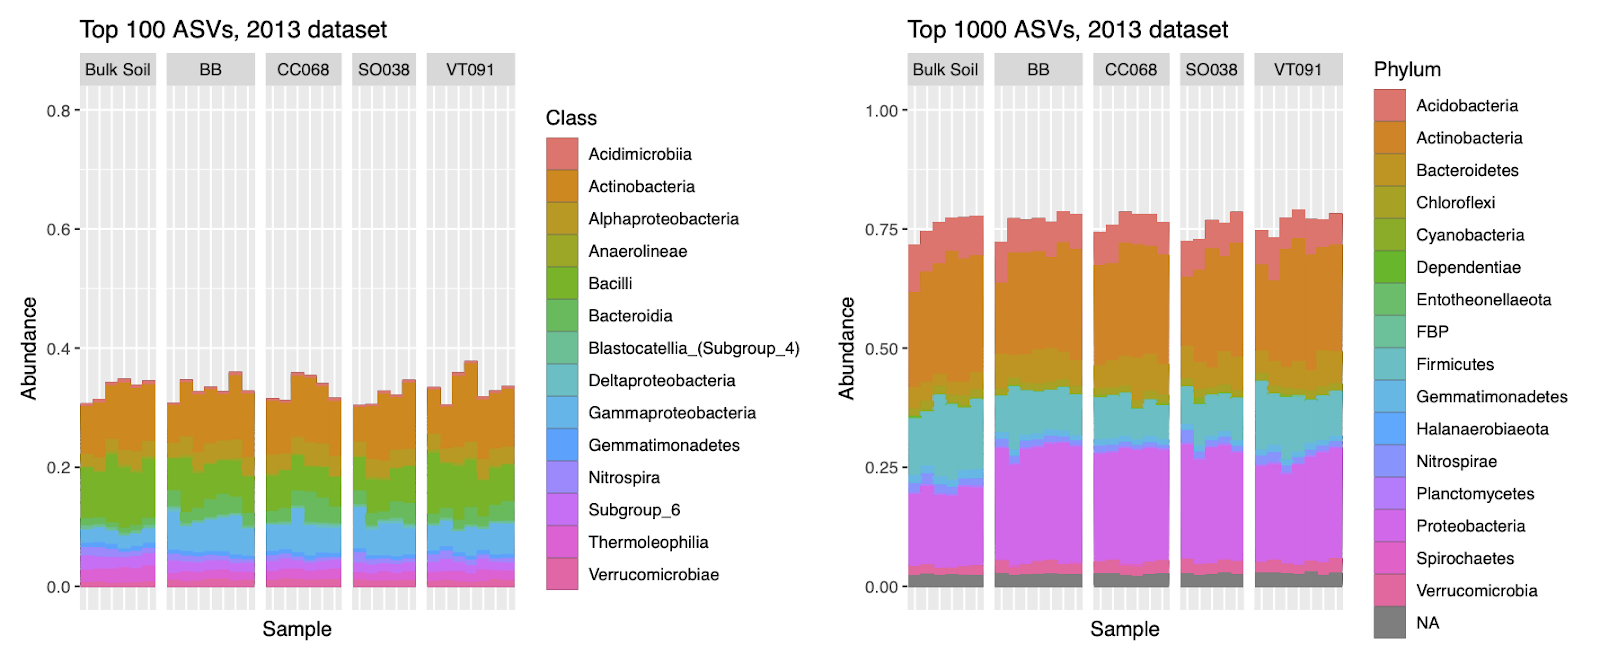 Top 100 ASVs, 2013 dataset
Bulk Soil BB CC068 SO038 VT091
0.8
0.6
0.4
0.2
0.0
Abundance
Sample
Class
Acidimicrobiia
Actinobacteria
Alphaproteobacteria
Anaerolineae
Bacilli
Bacteroidia
Blastocatellia_(Subgroup_4)
Deltaproteobacteria
Gammaproteobacteria
Gemmatimonadetes
Nitrospira
Subgroup_6
Thermoleophilia
Verrucomicrobiae
Top 1000 ASVs, 2013 dataset
Bulk Soil BB CC068 SO038 VT091
1.00
0.75
0.50
0.25
0.00
Abundance
Sample
Phylum
Acidobacteria
Actinobacteria
Bacteroidetes
Chloroflexi
Cyanobacteria
Dependentiae
Entotheonellaeota
FBP
Firmicutes
Gemmatimonadetes
Halanaerobiaeota
Nitrospirae
Planctomycetes
Proteobacteria
Spirochaetes
Verrucomicrobia
NA